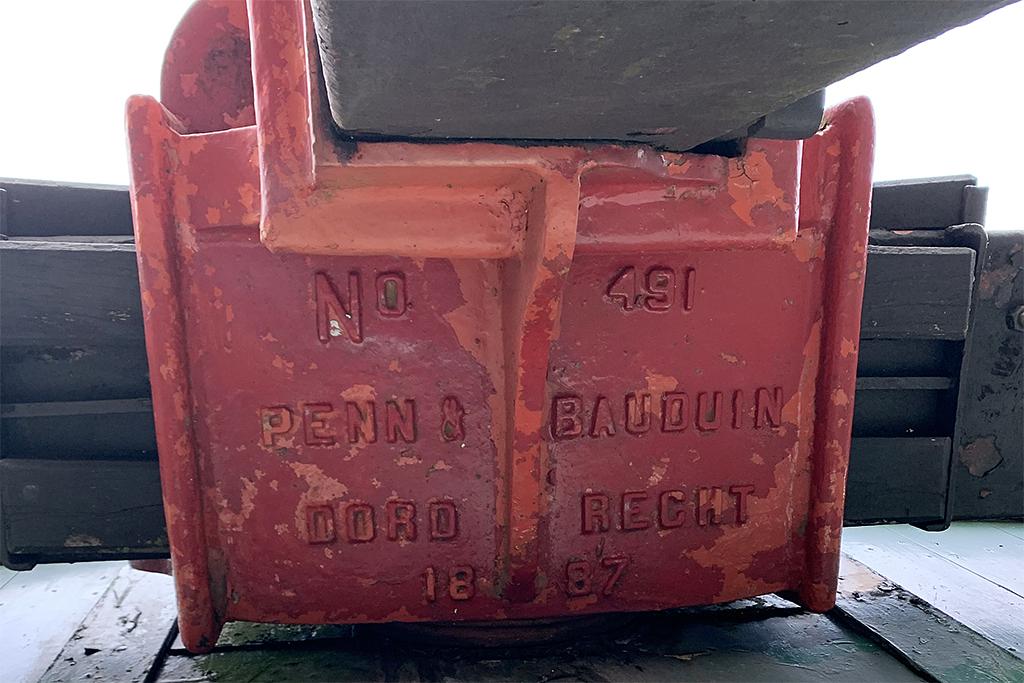 No 491
PENN & BAUDUIN
DORD RECHT
18 87